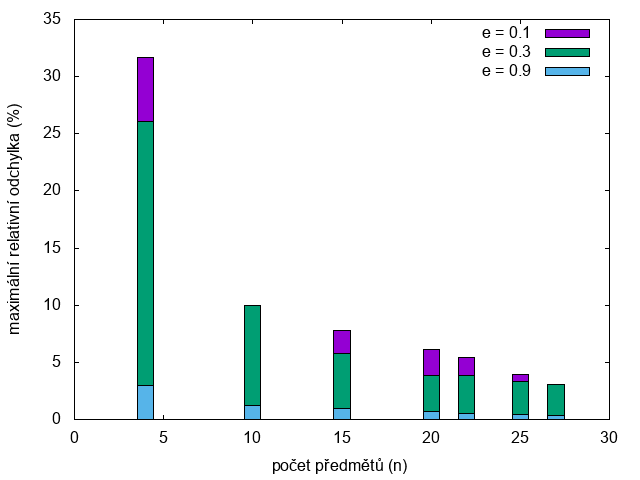 35
30
25
20
15
10
5
0
maximální relativní odchylka (%)
e = 0.1
e = 0.3
e = 0.9
0 5 10 15 20 25 30
počet předmětů (n)